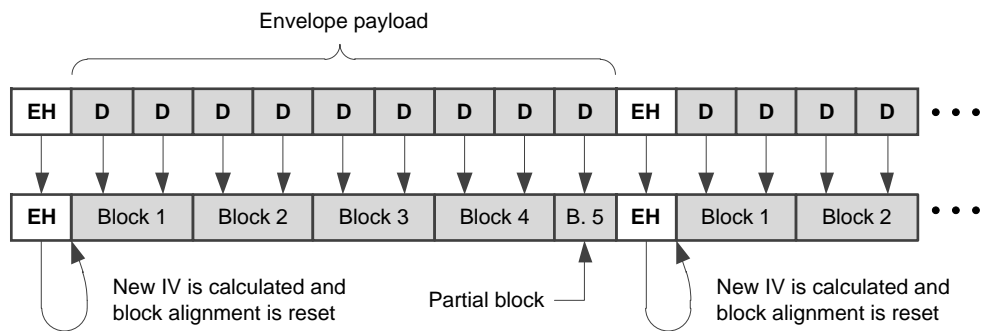 Envelope payload
EH D D D D D D D D D EH D D D D • • •
EH Block 1 Block 2 Block 3 Block 4 B. 5 EH Block 1 Block 2 • • •
New IV is calculated and
block alignment is reset
Partial block
New IV is calculated and
block alignment is reset